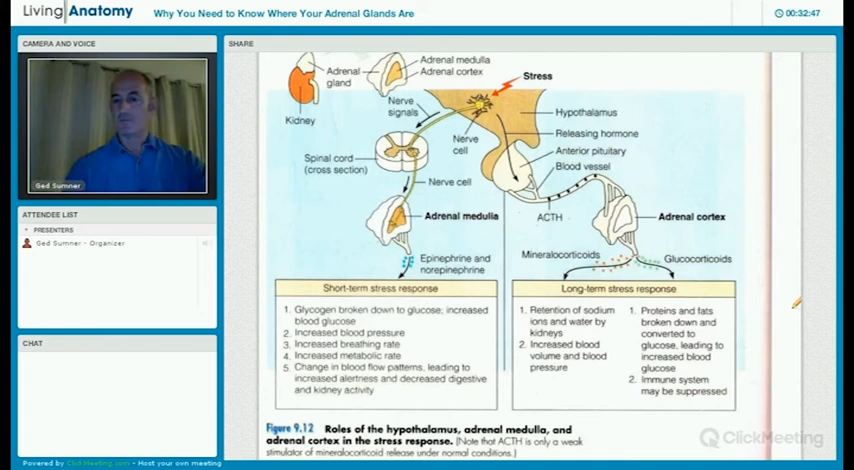 Living Anatomy
Why You Need to Know Where Your Adrenal Glands Are
00:32:47
CAMERA AND VOICE
Ged Sumner
ATTENDEE LIST
PRESENTERS
Ged Sumner - Organizer
CHAT
Powered by ClickMeeting.com - Host your own meeting
SHARE
Adrenal
gland
Kidney
Adrenal medulla
Adrenal cortex
Stress
Nerve
signals
Hypothalamus
Nerve
cell
Releasing hormone
Anterior pituitary
Blood vessel
Spinal cord
(cross section)
Nerve cell
Adrenal medulla
ACTH
Adrenal cortex
Epinephrine and
norepinephrine
Mineralocorticoids
Glucocorticoids
Short-term stress response
1. Glycogen broken down to glucose; increased
blood glucose
2. Increased blood pressure
3. Increased breathing rate
4. Increased metabolic rate
5. Change in blood flow patterns, leading to
increased alertness and decreased digestive
and kidney activity
Long-term stress response
1. Retention of sodium
ions and water by
kidneys
2. Increased blood
volume and blood
pressure
1. Proteins and fats
broken down and
converted to
glucose, leading to
increased blood
glucose
2. Immune system
may be suppressed
Figure 9.12 Roles of the hypothalamus, adrenal medulla, and
adrenal cortex in the stress response. (Note that ACTH is only a weak
stimulator of mineralocorticoid release under normal conditions.)
ClickMeeting